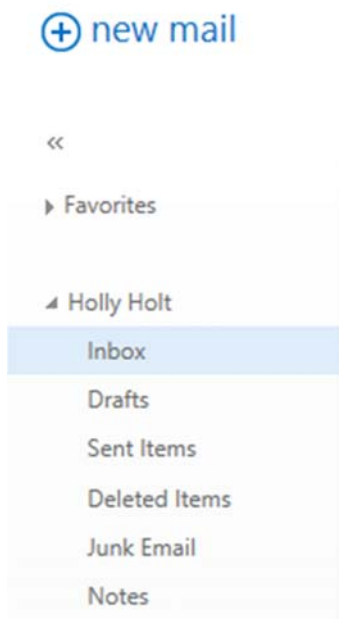 new mail
«
Favorites
Holly Holt
Inbox
Drafts
Sent Items
Deleted Items
Junk Email
Notes